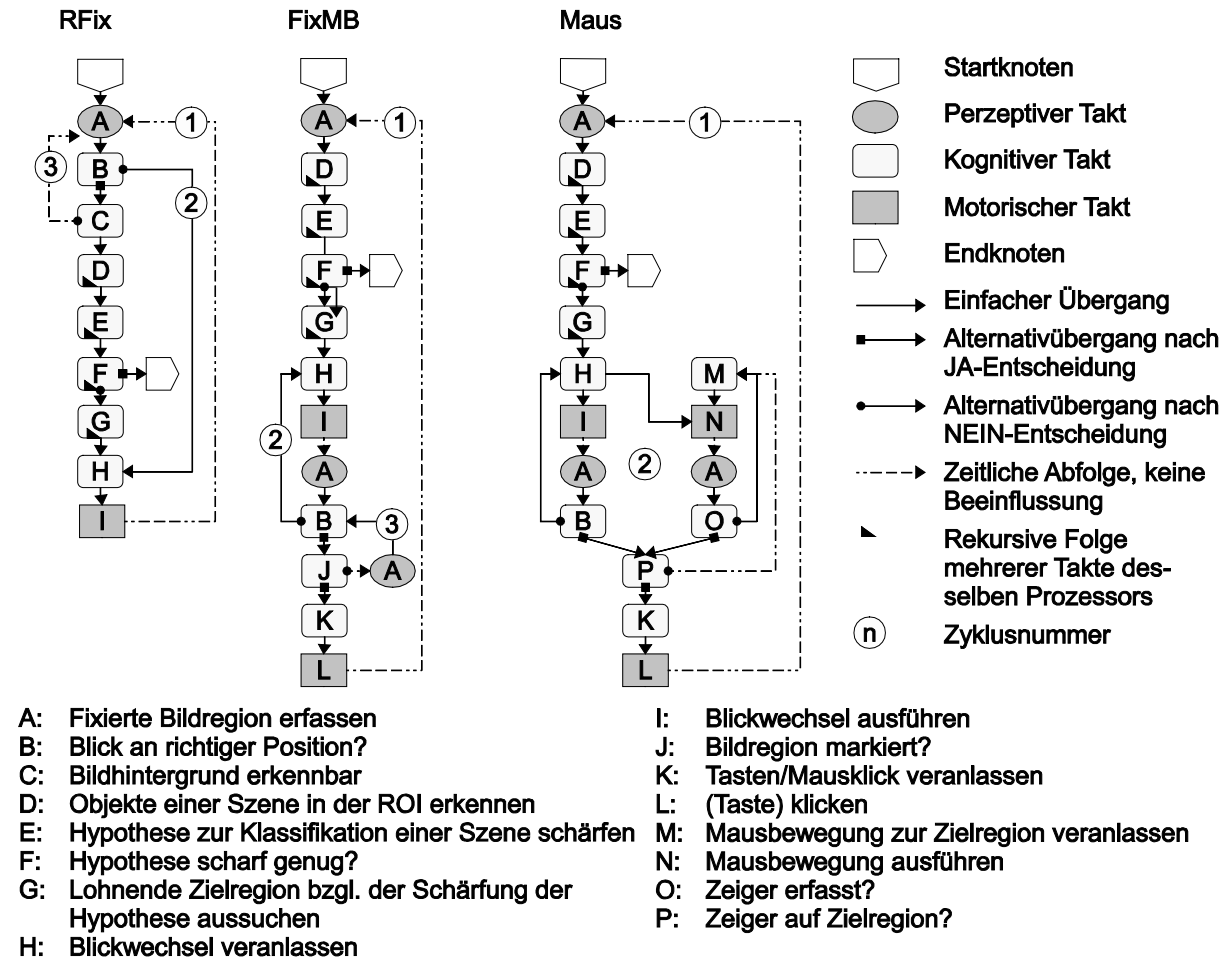 RFix
FixMB
Maus
A
B
C
D
E
F
G
H
I
1
2
3
A
D
E
F
G
H
I
A
B
J
A
K
L
1
2
3
A
D
E
F
G
H
I
A
B
M
N
A
O
P
K
L
1
2
Startknoten
Perzeptiver Takt
Kognitiver Takt
Motorischer Takt
Endknoten
Einfacher Übergang
Alternativübergang nach
JA-Entscheidung
Alternativübergang nach
NEIN-Entscheidung
Zeitliche Abfolge, keine
Beeinflussung
Rekursive Folge
mehrerer Takte des-
selben Prozessors
n Zyklusnummer
A: Fixierte Bildregion erfassen
B: Blick an richtiger Position?
C: Bildhintergrund erkennbar
D: Objekte einer Szene in der ROI erkennen
E: Hypothese zur Klassifikation einer Szene schärfen
F: Hypothese scharf genug?
G: Lohnende Zielregion bzgl. der Schärfung der
Hypothese aussuchen
H: Blickwechsel veranlassen
I: Blickwechsel ausführen
J: Bildregion markiert?
K: Tasten/Mausklick veranlassen
L: (Taste) klicken
M: Mausbewegung zur Zielregion veranlassen
N: Mausbewegung ausführen
O: Zeiger erfasst?
P: Zeiger auf Zielregion?